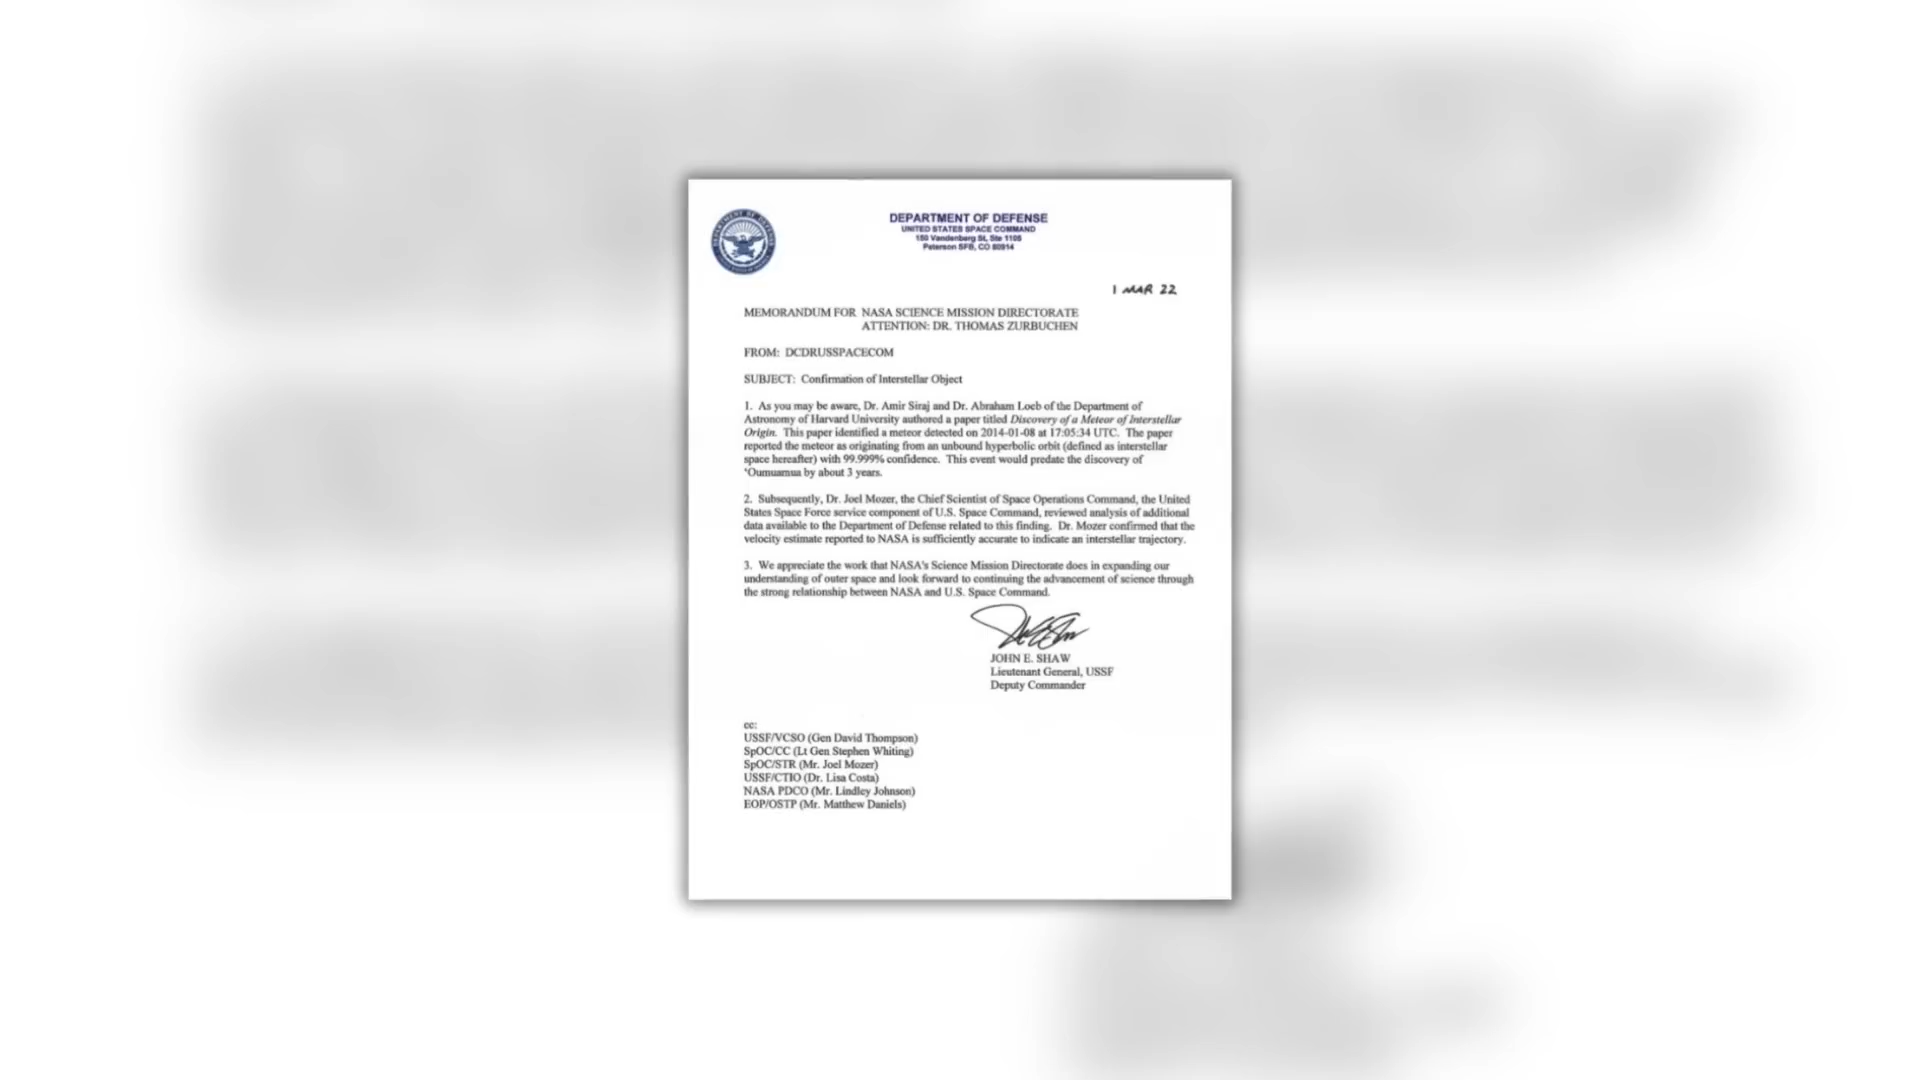 DEPARTMENT OF DEFENSE
UNITED STATES SPACE COMMAND
150 Vandenberg St, Ste 1105
Peterson SFB, CO 80914
1 MAR 22
MEMORANDUM FOR NASA SCIENCE MISSION DIRECTORATE
ATTENTION: DR. THOMAS ZURBUCHEN
FROM: DCDRUSSPACECOM
SUBJECT: Confirmation of Interstellar Object
1. As you may be aware, Dr. Amir Siraj and Dr. Abraham Loeb of the Department of
Astronomy of Harvard University authored a paper titled Discovery of a Meteor of Interstellar
Origin. This paper identified a meteor detected on 2014-01-08 at 17:05:34 UTC. The paper
reported the meteor as originating from an unbound hyperbolic orbit (defined as interstellar
space hereafter) with 99.999% confidence. This event would predate the discovery of
'Oumuamua by about 3 years.
2. Subsequently, Dr. Joel Mozer, the Chief Scientist of Space Operations Command, the United
States Space Force service component of U.S. Space Command, reviewed analysis of additional
data available to the Department of Defense related to this finding. Dr. Mozer confirmed that the
velocity estimate reported to NASA is sufficiently accurate to indicate an interstellar trajectory.
3. We appreciate the work that NASA's Science Mission Directorate does in expanding our
understanding of outer space and look forward to continuing the advancement of science through
the strong relationship between NASA and U.S. Space Command.
JOHN E. SHAW
Lieutenant General, USSF
Deputy Commander
cc:
USSF/VCSO (Gen David Thompson)
SpOC/CC (Lt Gen Stephen Whiting)
SpOC/STR (Mr. Joel Mozer)
USSF/CTIO (Dr. Lisa Costa)
NASA PDCO (Mr. Lindley Johnson)
EOP/OSTP (Mr. Matthew Daniels)